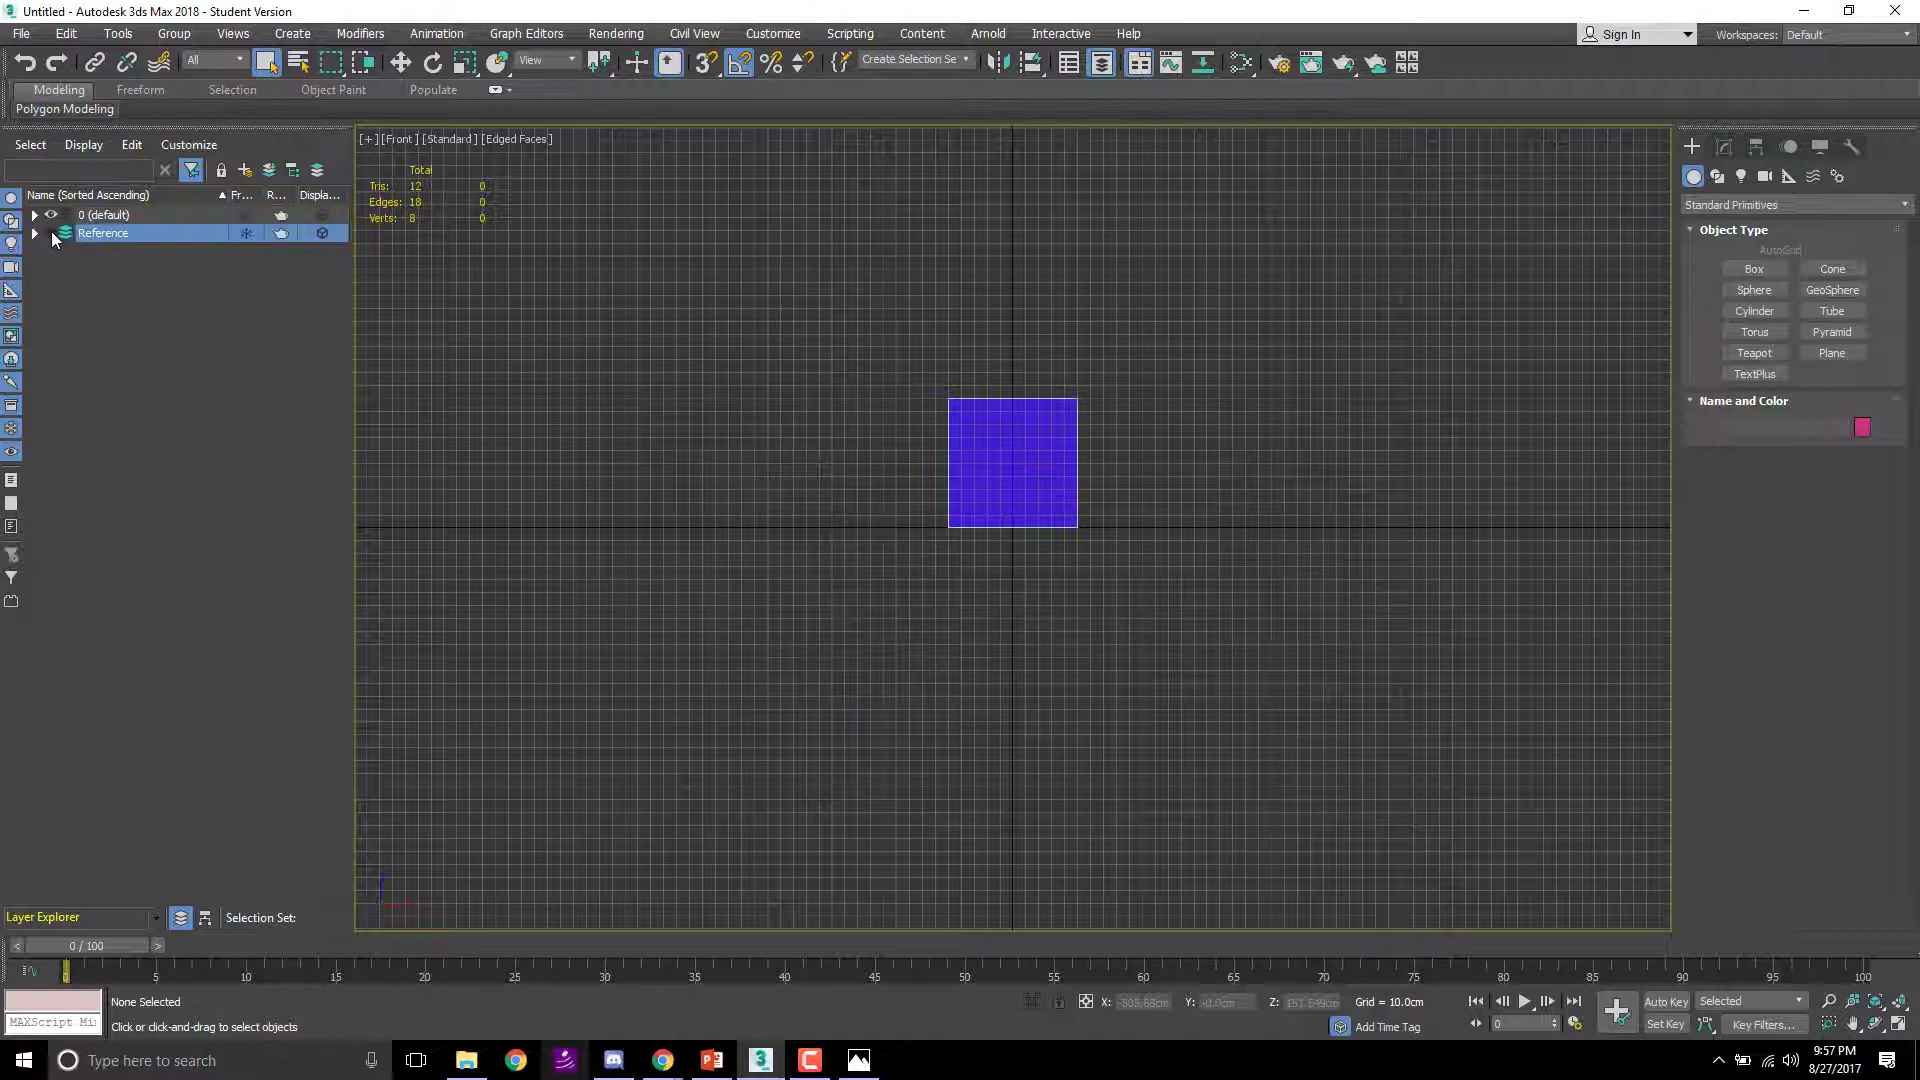 Untitled - Autodesk 3ds Max 2018 - Student Version
File Edit Tools Group Views Create Modifiers Animation Graph Editors Rendering Civil View Customize Scripting Content Arnold Interactive Help
Sign In Workspaces: Default
All View Create Selection Se
Modeling Freeform Selection Object Paint Populate
Polygon Modeling
Select Display Edit Customize
[+] [Front] [Standard] [Edged Faces]
Name (Sorted Ascending) Fr... R... Displa...
0 (default)
Reference
Total
Tris: 12 0
Edges: 18 0
Verts: 8 0
Standard Primitives
Object Type
AutoGrid
Box Cone
Sphere GeoSphere
Cylinder Tube
Torus Pyramid
Teapot Plane
TextPlus
Name and Color
Layer Explorer Selection Set:
< 0 / 100 >
0 5 10 15 20 25 30 35 40 45 50 55 60 65 70 75 80 85 90 95 100
None Selected
X: Y: -0.0cm Z: Grid = 10.0cm
Auto Key Selected
MAXScript Mi
Click or click-and-drag to select objects
Add Time Tag
0
Set Key Key Filters...
Type here to search
9:57 PM
8/27/2017